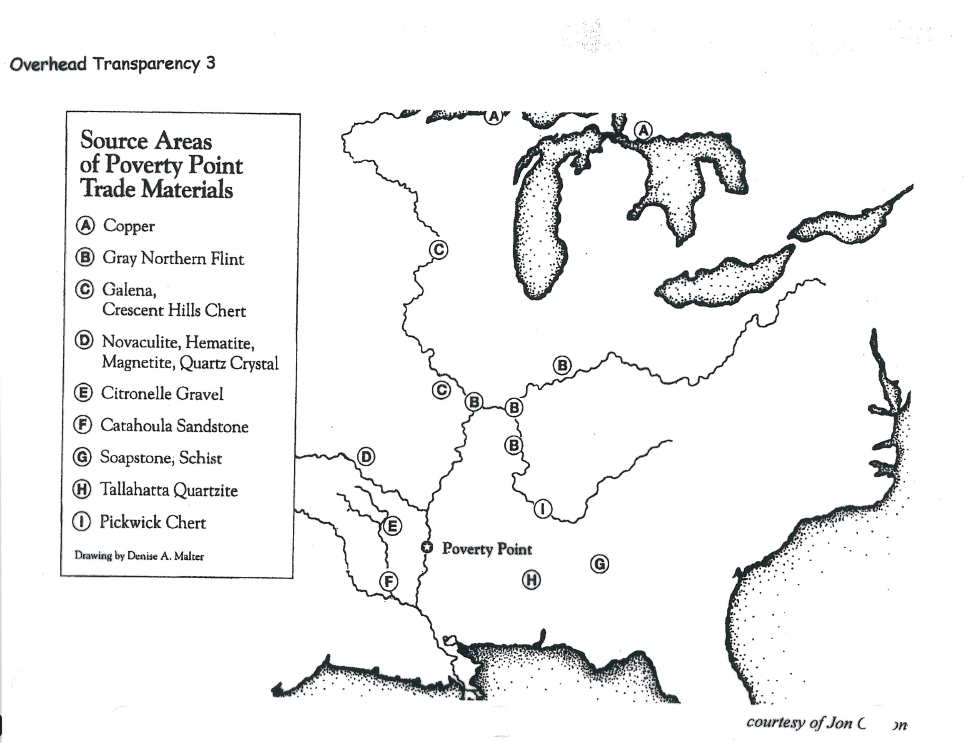 Overhead Transparency 3
Source Areas
of Poverty Point
Trade Materials
A Copper
B Gray Northern Flint
C Galena,
Crescent Hills Chert
D Novaculite, Hematite,
Magnetite, Quartz Crystal
E Citronelle Gravel
F Catahoula Sandstone
G Soapstone, Schist
H Tallahatta Quartzite
I Pickwick Chert
Drawing by Denise A. Malter
A
A
C
B
C
B
B
B
D
I
E
Poverty Point
G
H
F
courtesy of Jon